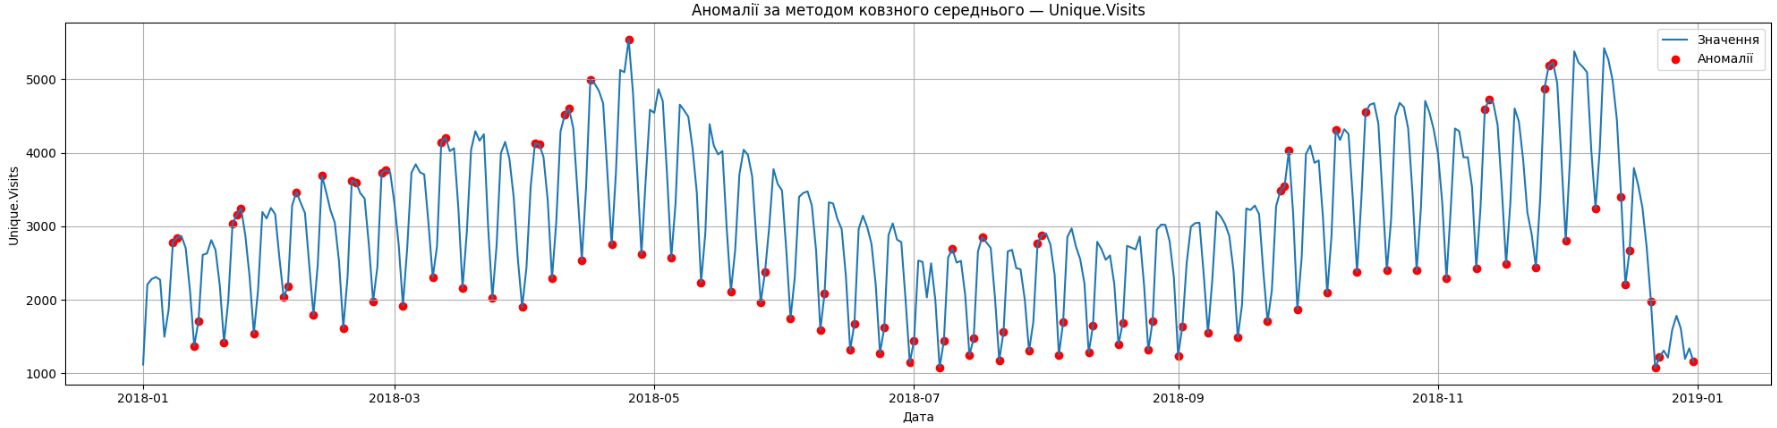 Аномалії за методом ковзного середнього — Unique.Visits
Значення
Аномалії
Unique.Visits
5000
4000
3000
2000
1000
2018-01
2018-03
2018-05
2018-07
2018-09
2018-11
2019-01
Дата